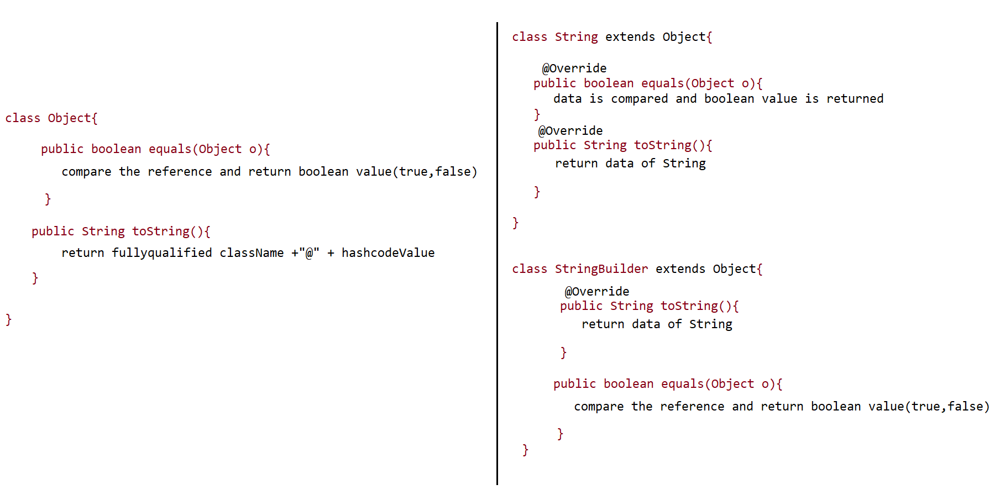 class Object{
public boolean equals(Object o){
compare the reference and return boolean value(true,false)
}
public String toString(){
return fullyqualified className +"@" + hashcodeValue
}
}
class String extends Object{
@Override
public boolean equals(Object o){
data is compared and boolean value is returned
}
@Override
public String toString(){
return data of String
}
}
class StringBuilder extends Object{
@Override
public String toString(){
return data of String
}
public boolean equals(Object o){
compare the reference and return boolean value(true,false)
}
}